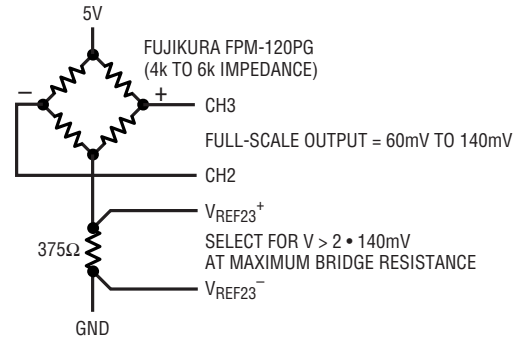 5V
FUJIKURA FPM-120PG
(4k TO 6k IMPEDANCE)
–
+
CH3
FULL-SCALE OUTPUT = 60mV TO 140mV
CH2
VREF23+
375Ω
SELECT FOR V > 2 • 140mV
AT MAXIMUM BRIDGE RESISTANCE
VREF23–
GND